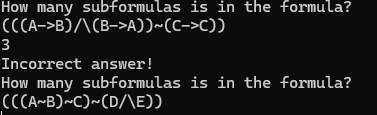 How many subformulas is in the formula?
(((A->B)/\(B->A))~(C->C))
3
Incorrect answer!
How many subformulas is in the formula?
(((A~B)~C)~(D/\E))